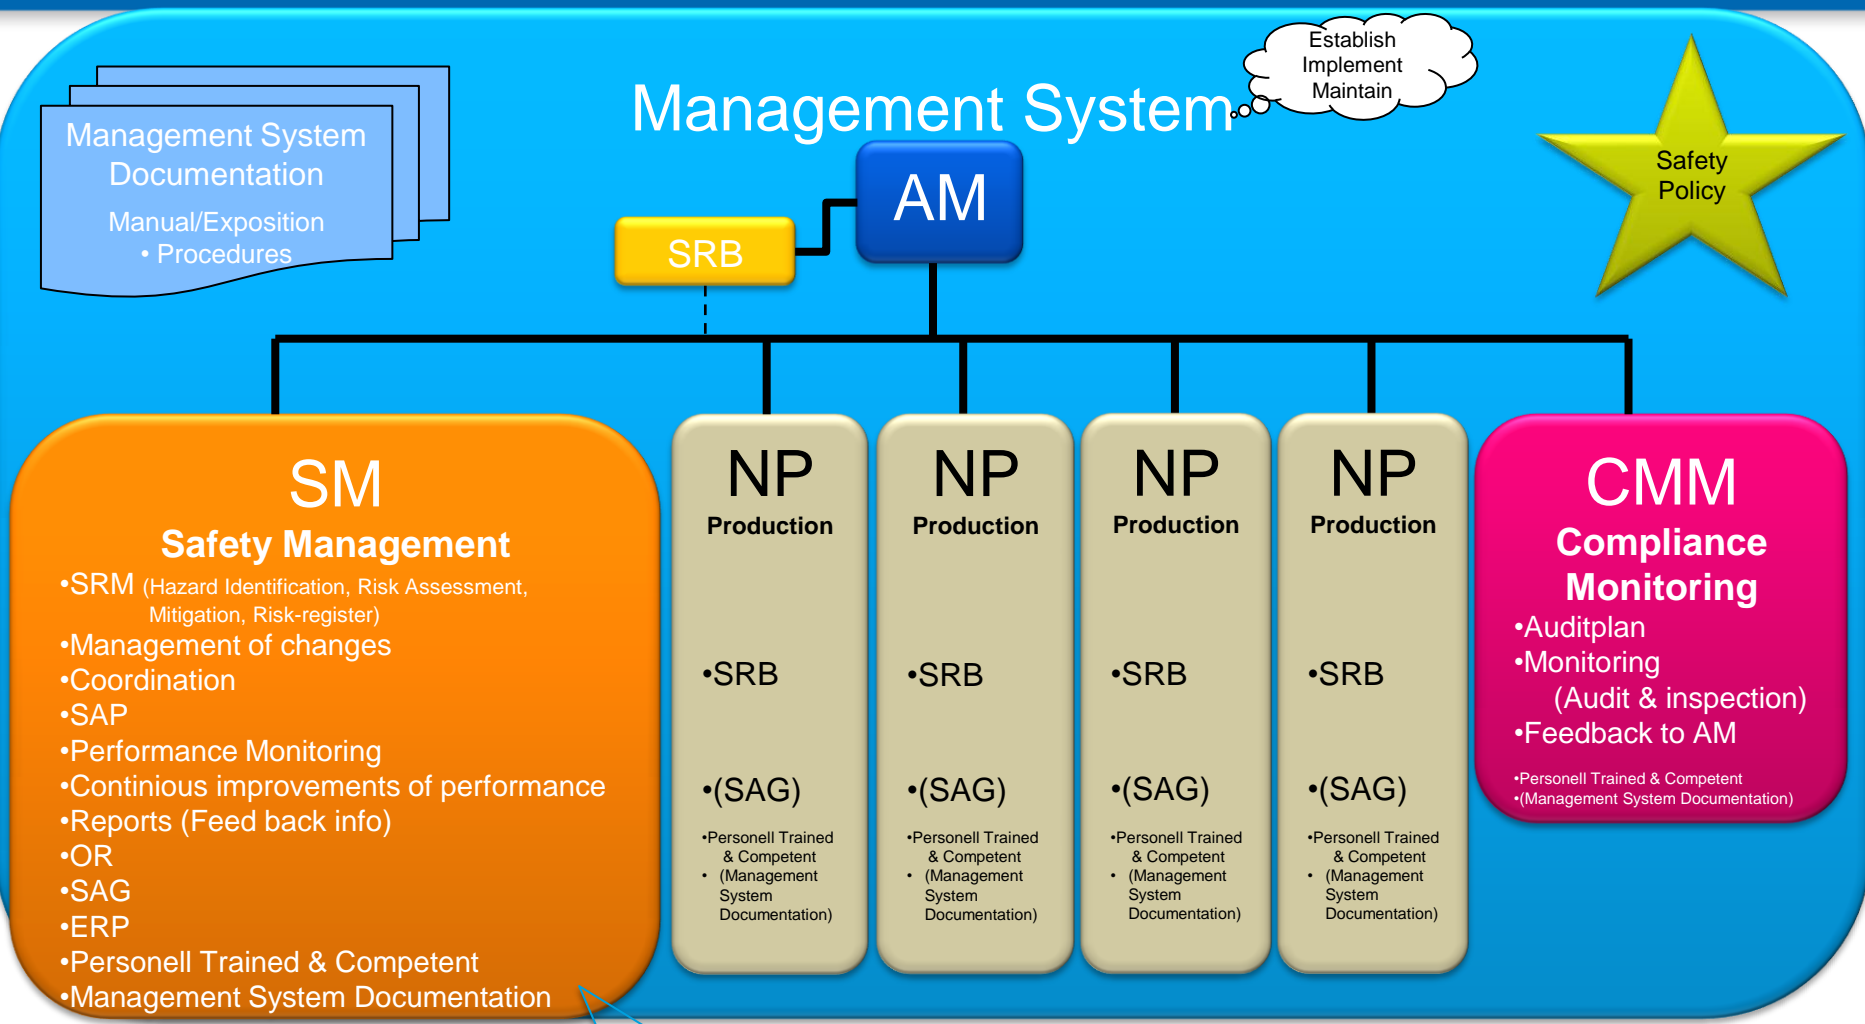 Establish
Implement
Maintain
Management System
Management System
Documentation
Manual/Exposition
• Procedures
Safety
Policy
AM
SRB
SM
Safety Management
•SRM (Hazard Identification, Risk Assessment,
Mitigation, Risk-register)
•Management of changes
•Coordination
•SAP
•Performance Monitoring
•Continious improvements of performance
•Reports (Feed back info)
•OR
•SAG
•ERP
•Personell Trained & Competent
•Management System Documentation
NP
Production
•SRB
•(SAG)
•Personell Trained
& Competent
• (Management
System
Documentation)
NP
Production
•SRB
•(SAG)
•Personell Trained
& Competent
• (Management
System
Documentation)
NP
Production
•SRB
•(SAG)
•Personell Trained
& Competent
• (Management
System
Documentation)
NP
Production
•SRB
•(SAG)
•Personell Trained
& Competent
• (Management
System
Documentation)
CMM
Compliance
Monitoring
•Auditplan
•Monitoring
(Audit & inspection)
•Feedback to AM
•Personell Trained & Competent
•(Management System Documentation)